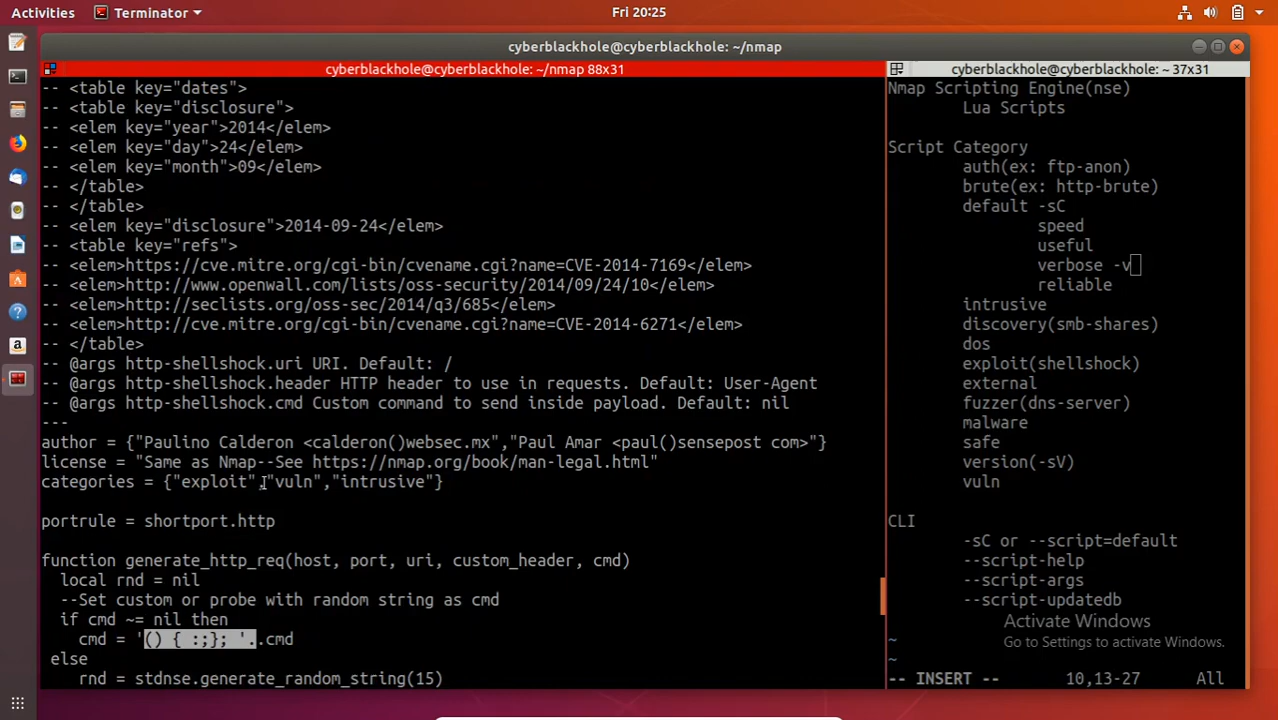 Activities Terminator Fri 20:25
cyberblackhole@cyberblackhole: ~/nmap
cyberblackhole@cyberblackhole: ~/nmap 88x31
-- <table key="dates">
-- <table key="disclosure">
-- <elem key="year">2014</elem>
-- <elem key="day">24</elem>
-- <elem key="month">09</elem>
-- </table>
-- </table>
-- <elem key="disclosure">2014-09-24</elem>
-- <table key="refs">
-- <elem>https://cve.mitre.org/cgi-bin/cvename.cgi?name=CVE-2014-7169</elem>
-- <elem>http://www.openwall.com/lists/oss-security/2014/09/24/10</elem>
-- <elem>http://seclists.org/oss-sec/2014/q3/685</elem>
-- <elem>http://cve.mitre.org/cgi-bin/cvename.cgi?name=CVE-2014-6271</elem>
-- </table>
-- @args http-shellshock.uri URI. Default: /
-- @args http-shellshock.header HTTP header to use in requests. Default: User-Agent
-- @args http-shellshock.cmd Custom command to send inside payload. Default: nil
---
author = {"Paulino Calderon <calderon()websec.mx","Paul Amar <paul()sensepost com>"}
license = "Same as Nmap--See https://nmap.org/book/man-legal.html"
categories = {"exploit","vuln","intrusive"}
portrule = shortport.http
function generate_http_req(host, port, uri, custom_header, cmd)
local rnd = nil
--Set custom or probe with random string as cmd
if cmd ~= nil then
cmd = '() { :;}; '..cmd
else
rnd = stdnse.generate_random_string(15)
cyberblackhole@cyberblackhole: ~ 37x31
Nmap Scripting Engine(nse)
Lua Scripts
Script Category
auth(ex: ftp-anon)
brute(ex: http-brute)
default -sC
speed
useful
verbose -v
reliable
intrusive
discovery(smb-shares)
dos
exploit(shellshock)
external
fuzzer(dns-server)
malware
safe
version(-sV)
vuln
CLI
-sC or --script=default
--script-help
--script-args
--script-updatedb
Activate Windows
~ Go to Settings to activate Windows.
~
-- INSERT -- 10,13-27 All